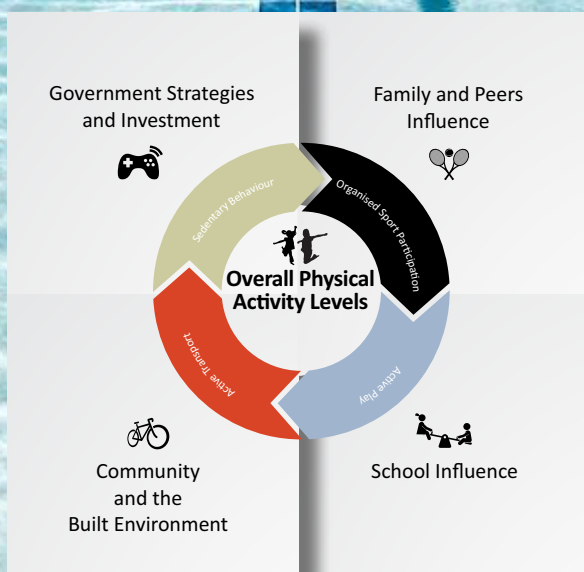 Government Strategies
and Investment
Family and Peers
Influence
Sedentary Behaviour
Organised Sport Participation
Overall Physical
Activity Levels
Active Transport
Active Play
Community
and the
Built Environment
School Influence